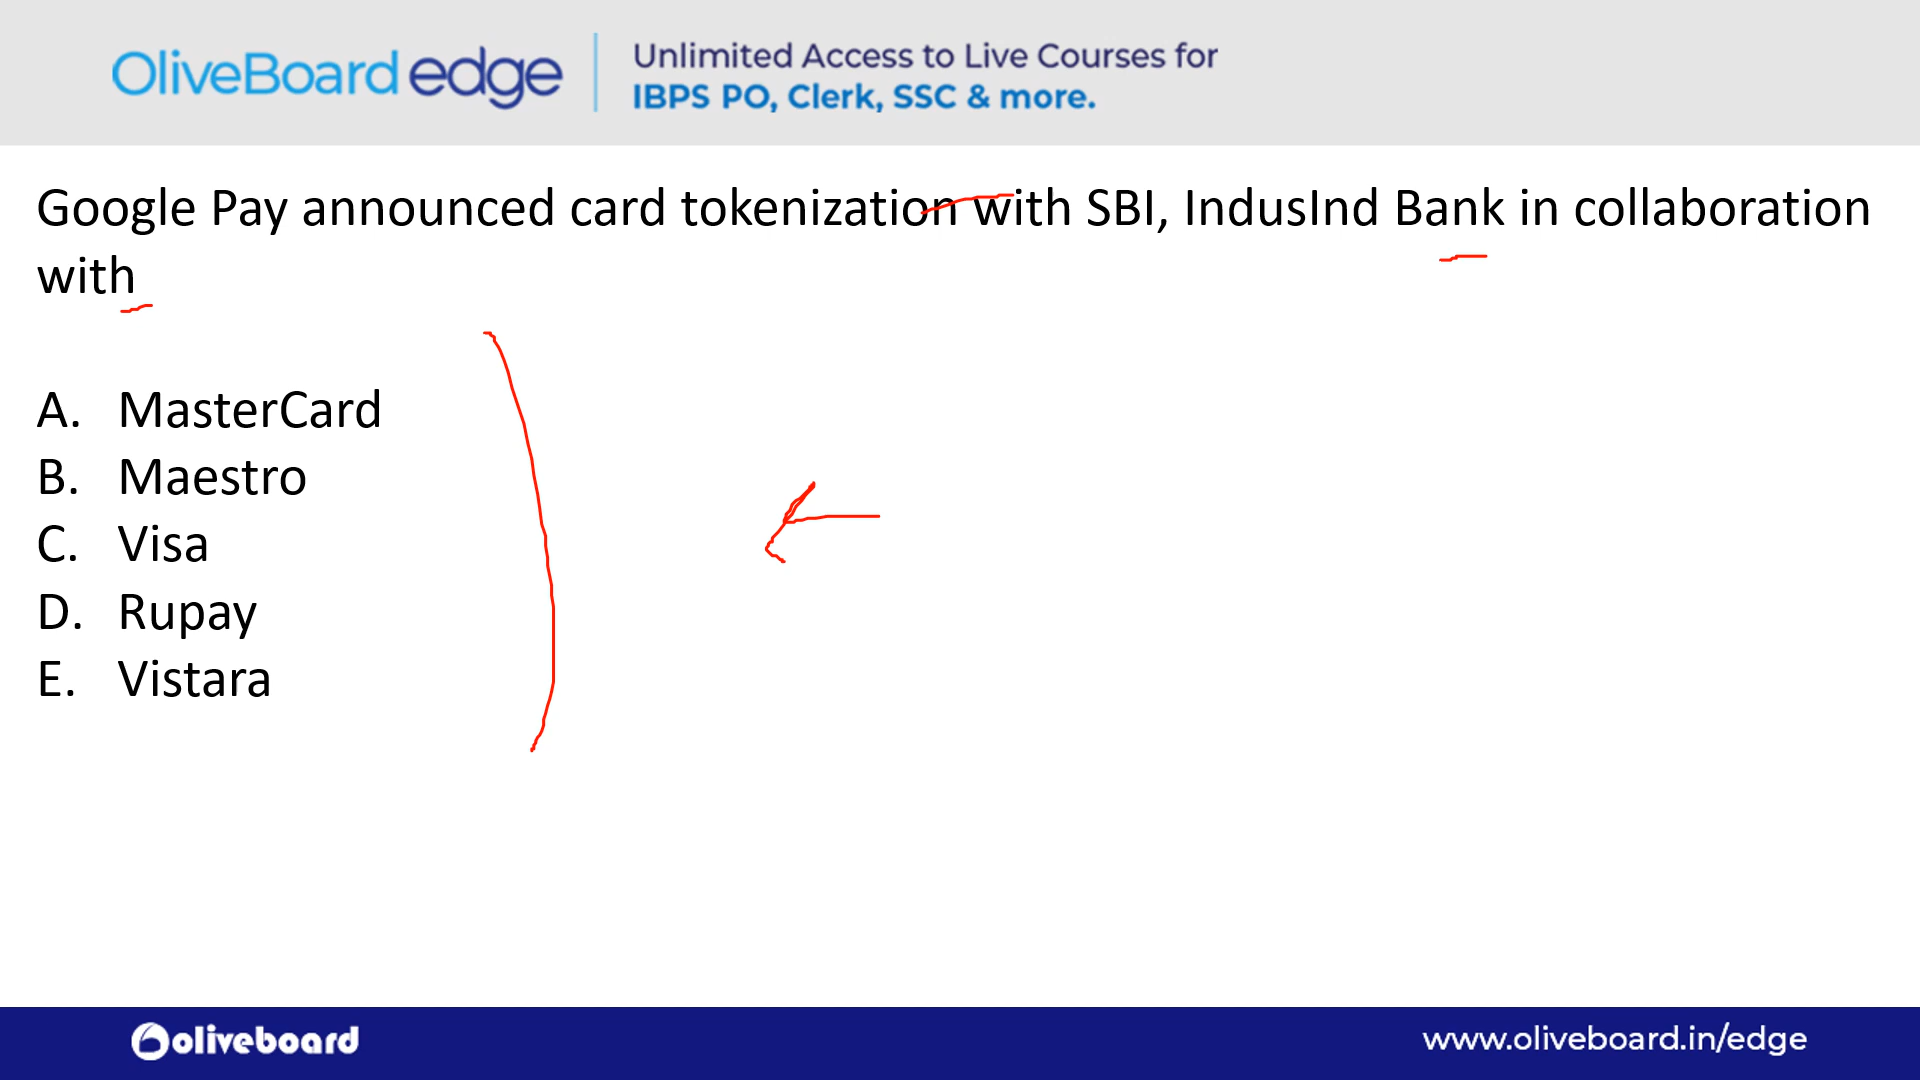 OliveBoard edge
Unlimited Access to Live Courses for
IBPS PO, Clerk, SSC & more.
Google Pay announced card tokenization with SBI, IndusInd Bank in collaboration
with
A. MasterCard
B. Maestro
C. Visa
D. Rupay
E. Vistara
oliveboard
www.oliveboard.in/edge